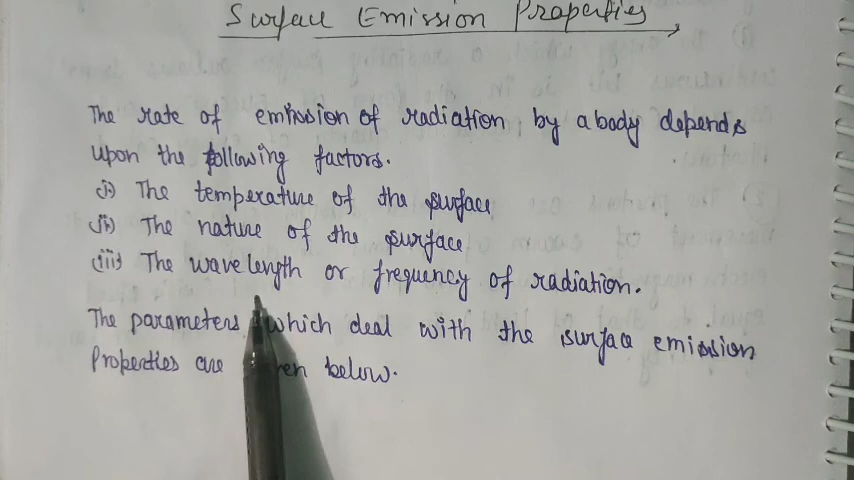 Surface Emission Properties
The rate of emission of radiation by a body depends
upon the following factors.
(i) The temperature of the surface
(ii) The nature of the surface
(iii) The wavelength or frequency of radiation.
The parameters which deal with the surface emission
Properties are below.